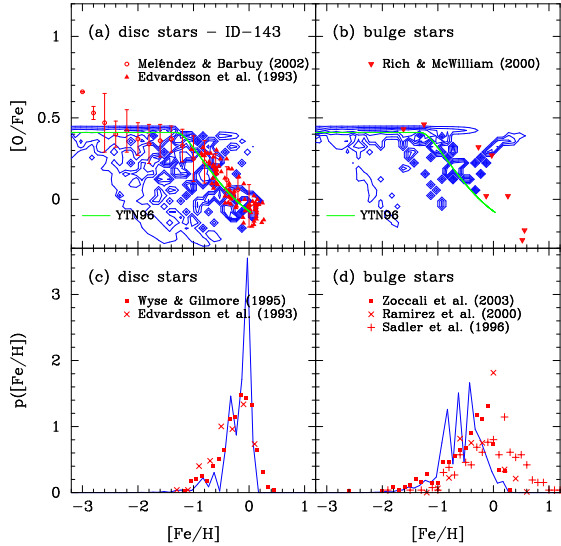 (a) disc stars – ID-143
Meléndez & Barbuy (2002)
Edvardsson et al. (1993)
YTN96
(b) bulge stars
Rich & McWilliam (2000)
YTN96
[O/Fe]
1
0.5
0
−3 −2 −1 0 1
(c) disc stars
Wyse & Gilmore (1995)
Edvardsson et al. (1993)
(d) bulge stars
Zoccali et al. (2003)
Ramirez et al. (2000)
Sadler et al. (1996)
p([Fe/H])
3
2
1
0
−3 −2 −1 0 1
−3 −2 −1 0 1
[Fe/H]
[Fe/H]